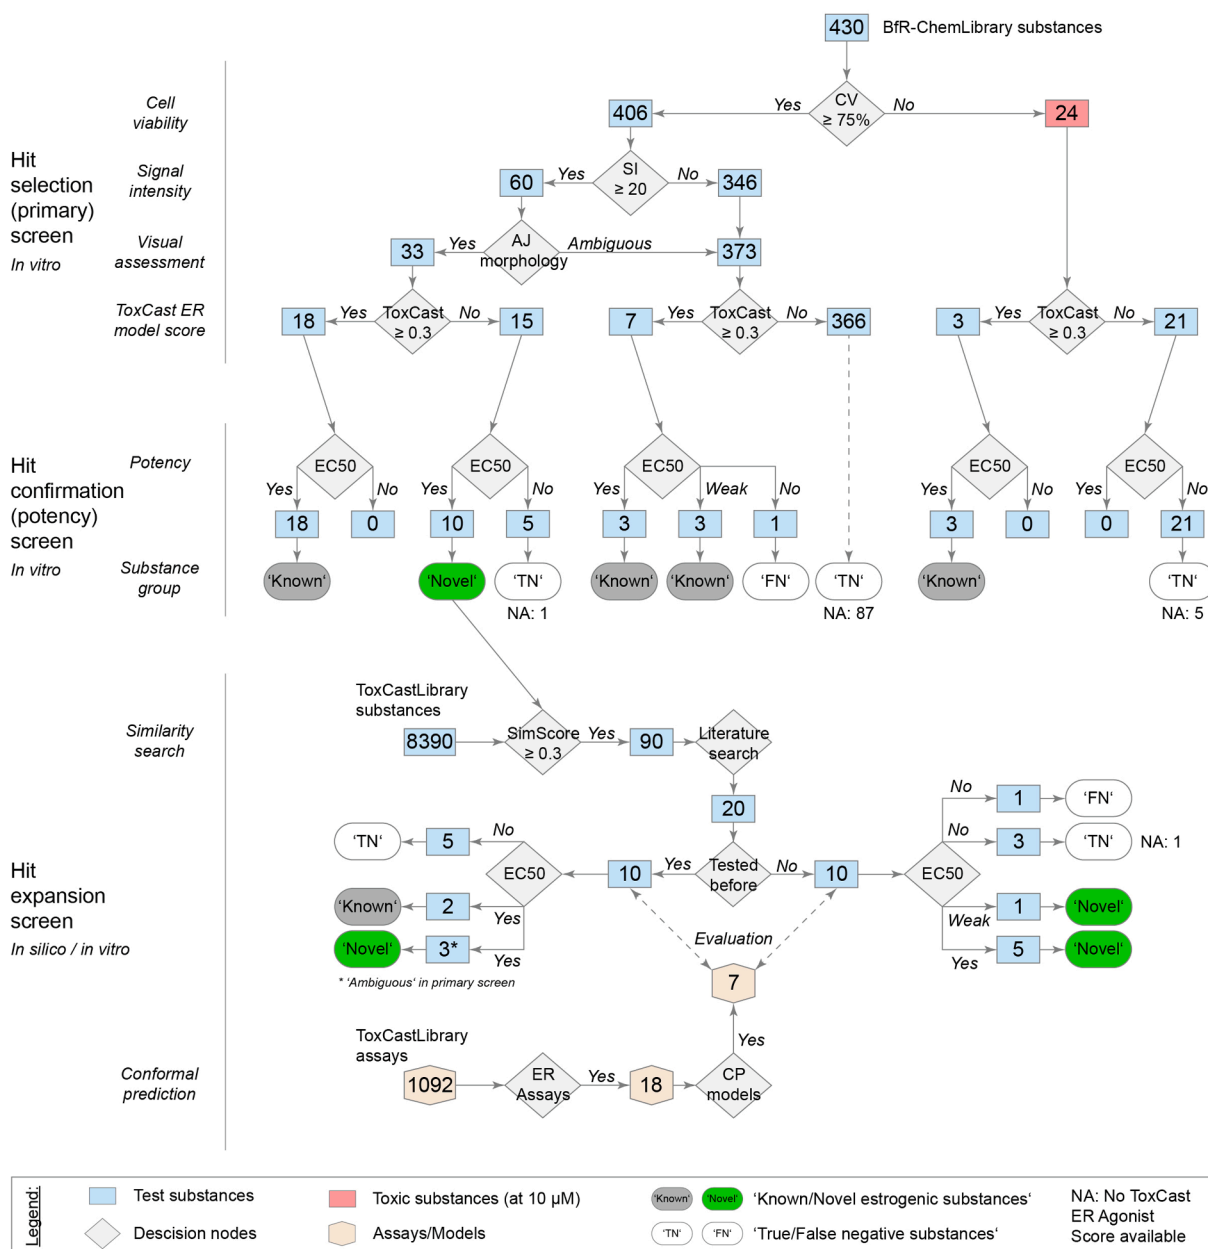 430
BfR-ChemLibrary substances
Cell
viability
406
Yes
CV
≥ 75%
No
24
Hit
selection
(primary)
screen
In vitro
Signal
intensity
60
Yes
SI
≥ 20
No
346
Visual
assessment
33
Yes
AJ
morphology
Ambiguous
373
ToxCast ER
model score
18
Yes
ToxCast
≥ 0.3
No
15
7
Yes
ToxCast
≥ 0.3
No
366
3
Yes
ToxCast
≥ 0.3
No
21
Hit
confirmation
(potency)
screen
In vitro
Potency
EC50
Yes
No
EC50
Yes
No
EC50
Yes
Weak
No
EC50
Yes
No
EC50
Yes
No
18
0
10
5
3
3
1
3
0
0
21
Substance
group
‘Known‘
‘Novel‘
‘TN‘
‘Known‘
‘Known‘
‘FN‘
‘TN‘
‘Known‘
‘TN‘
NA: 1
NA: 87
NA: 5
Similarity
search
ToxCastLibrary
substances
8390
SimScore
≥ 0.3
Yes
90
Literature
search
20
Hit
expansion
screen
In silico / in vitro
‘TN‘
5
No
EC50
10
Yes
Tested
before
No
10
EC50
‘Known‘
2
Yes
‘Novel‘
3*
Yes
* ‘Ambiguous‘ in primary screen
No
1
‘FN‘
No
3
‘TN‘
NA: 1
Weak
1
‘Novel‘
Yes
5
‘Novel‘
Evaluation
7
Yes
Conformal
prediction
ToxCastLibrary
assays
1092
ER
Assays
Yes
18
CP
models
Legend:
Test substances
Toxic substances (at 10 µM)
‘Known‘
‘Novel‘
‘Known/Novel estrogenic substances‘
NA: No ToxCast
ER Agonist
Score available
Descision nodes
Assays/Models
‘TN‘
‘FN‘
‘True/False negative substances‘